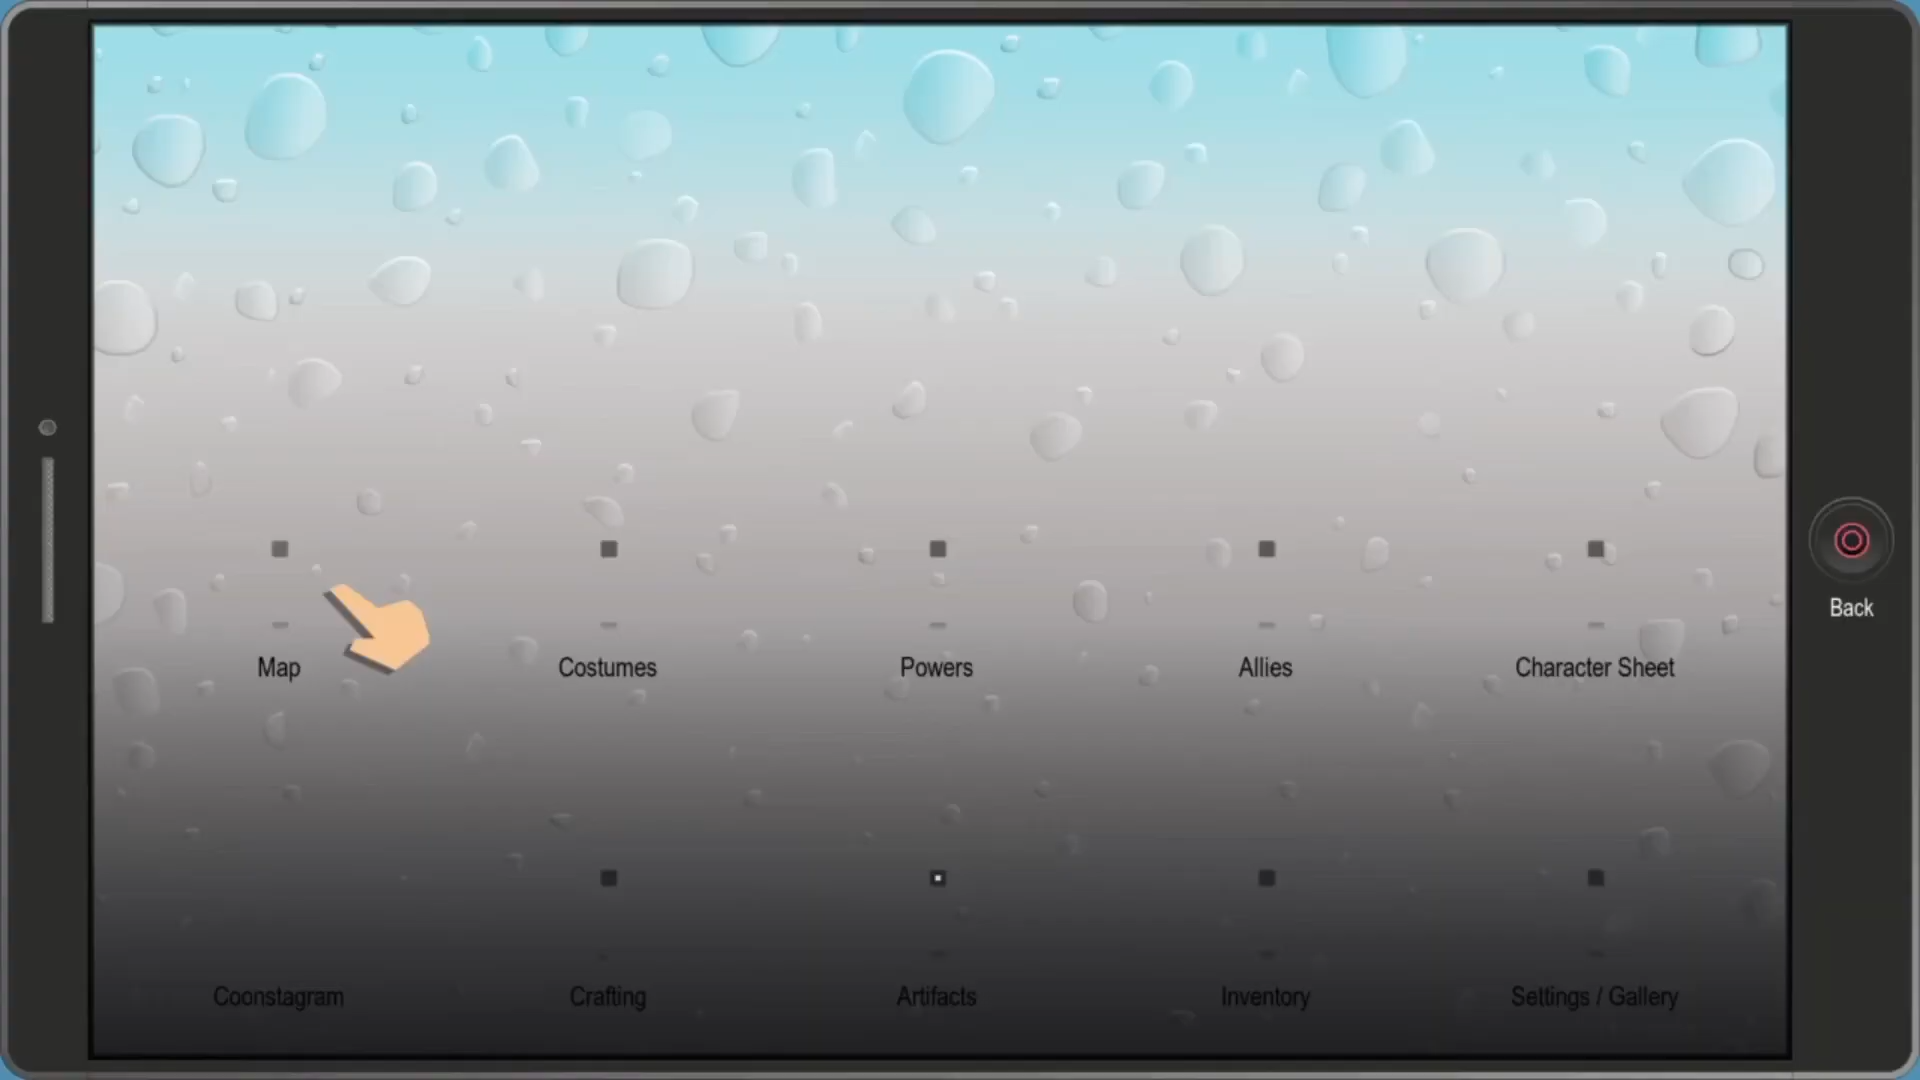 Back
Map
Costumes
Powers
Allies
Character Sheet
Coonstagram
Crafting
Artifacts
Inventory
Settings / Gallery